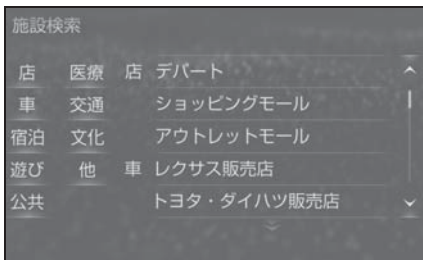 施設検索
店 医療 店 デパート
車 交通 ショッピングモール
宿泊 文化 アウトレットモール
遊び 他 車 レクサス販売店
公共 トヨタ・ダイハツ販売店